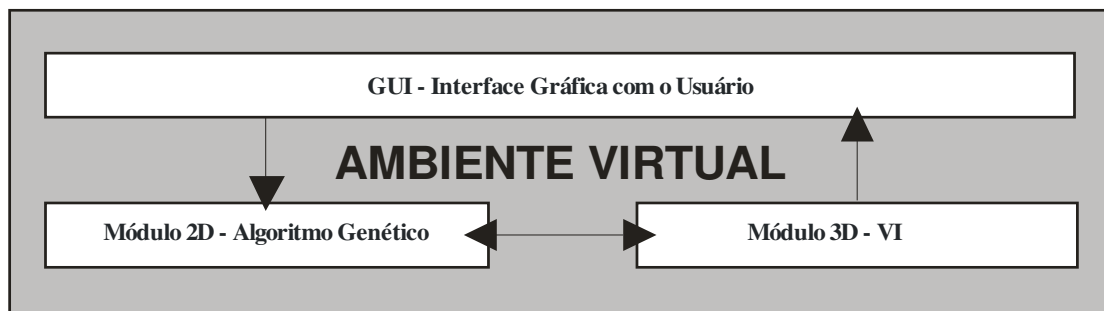 GUI - Interface Gráfica com o Usuário
AMBIENTE VIRTUAL
Módulo 2D - Algoritmo Genético
Módulo 3D - VI